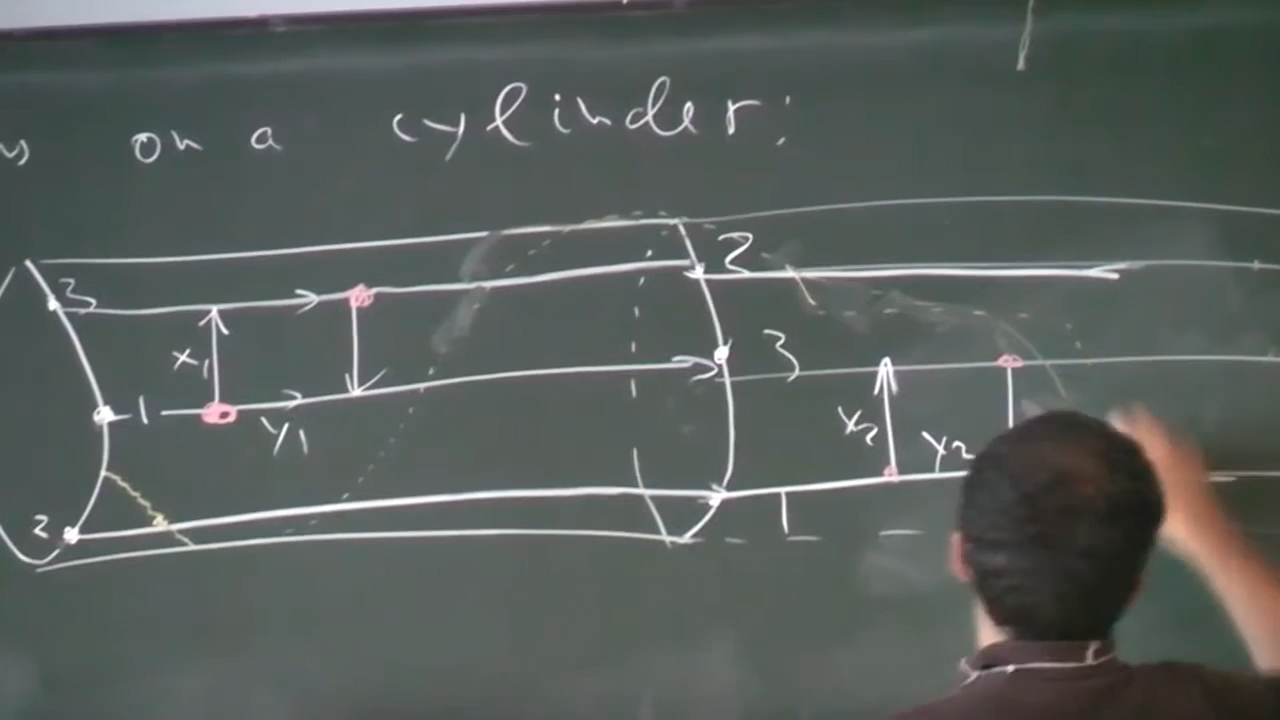 on a cylinder:
3 2
x₁ 3
1
y₁ x₂ y₂
2 1